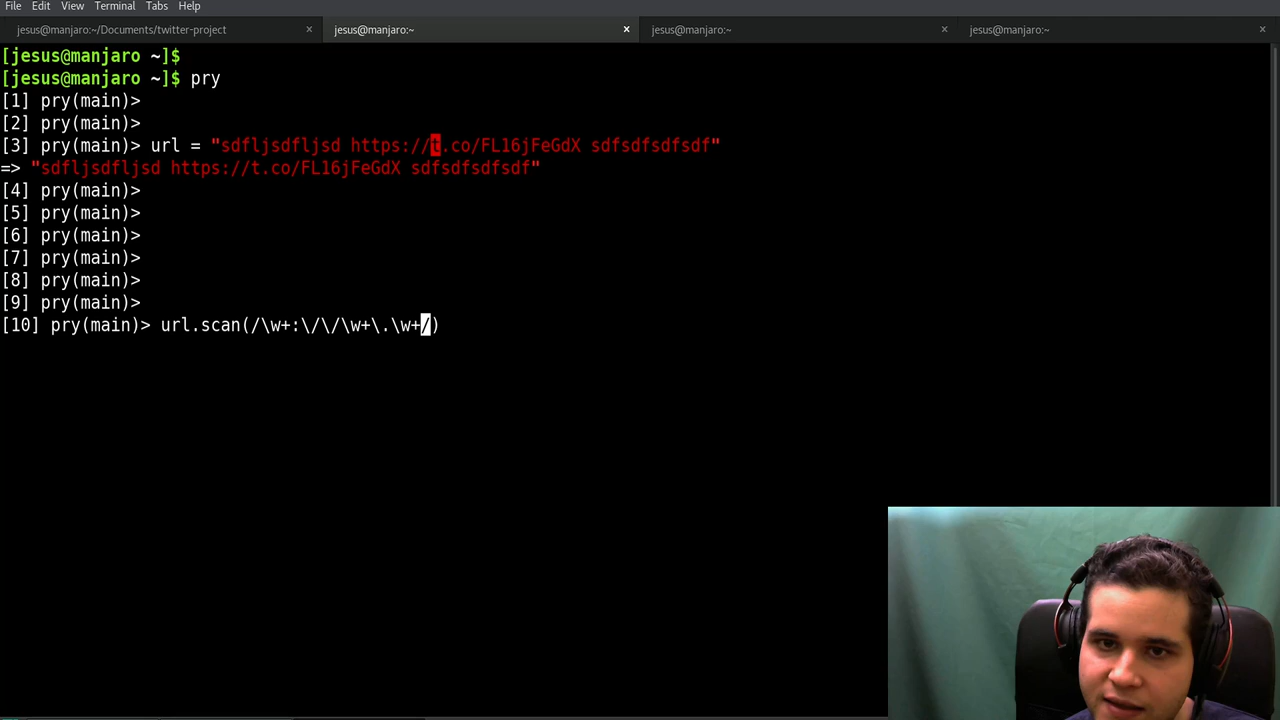 File Edit View Terminal Tabs Help
jesus@manjaro:~/Documents/twitter-project × jesus@manjaro:~ × jesus@manjaro:~ × jesus@manjaro:~ ×
[jesus@manjaro ~]$
[jesus@manjaro ~]$ pry
[1] pry(main)>
[2] pry(main)>
[3] pry(main)> url = "sdfljsdfljsd https://t.co/FL16jFeGdX sdfsdfsdfsdf"
=> "sdfljsdfljsd https://t.co/FL16jFeGdX sdfsdfsdfsdf"
[4] pry(main)>
[5] pry(main)>
[6] pry(main)>
[7] pry(main)>
[8] pry(main)>
[9] pry(main)>
[10] pry(main)> url.scan(/\w+:\/\/\w+\.\w+/)